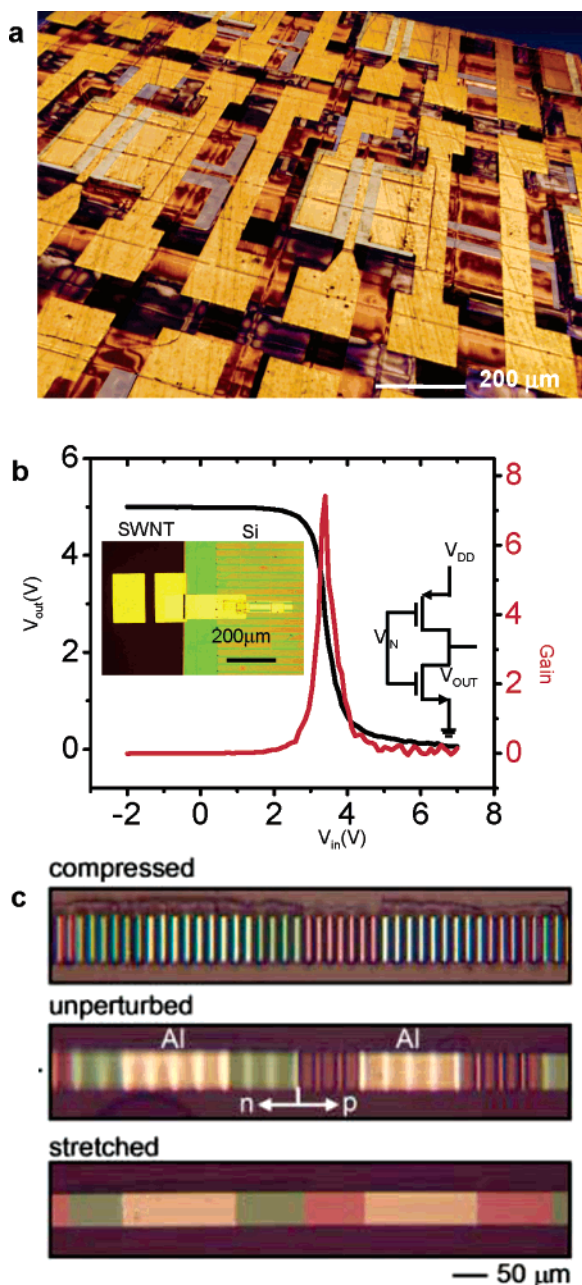 a
200 μm
b
6
4
2
0
V_out(V)
SWNT
Si
200μm
V_DD
V_IN
V_OUT
8
6
4
2
0
Gain
-2
0
2
4
6
8
V_in(V)
compressed
c
unperturbed
Al
Al
n
p
stretched
50 μm